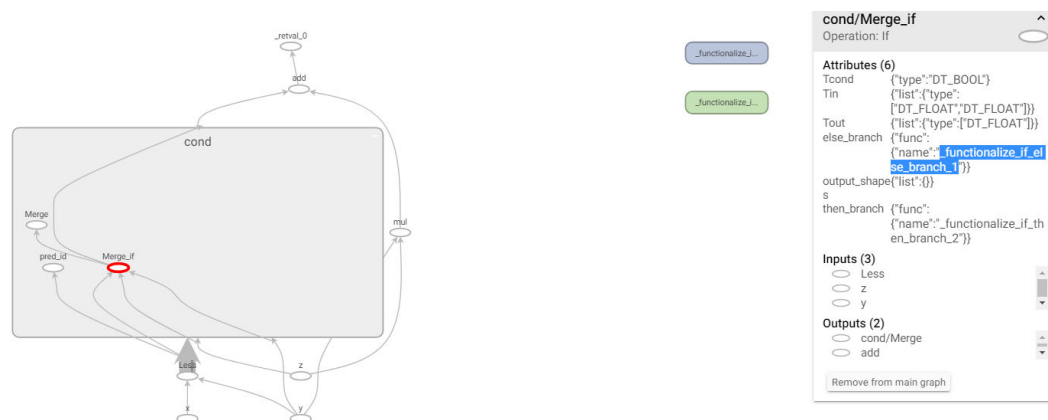 _retval_0
add
cond
Merge
mul
pred_id
Merge_if
Less
z
x
y
_functionalize_i...
_functionalize_i...
cond/Merge_if
Operation: If
Attributes (6)
Tcond {"type":"DT_BOOL"}
Tin {"list":{"type":
["DT_FLOAT","DT_FLOAT"]}}
Tout {"list":{"type":["DT_FLOAT"]}}
else_branch {"func":
{"name":"_functionalize_if_el
se_branch_1"}}
output_shape{"list":{}}
s
then_branch {"func":
{"name":"_functionalize_if_th
en_branch_2"}}
Inputs (3)
Less
z
y
Outputs (2)
cond/Merge
add
Remove from main graph